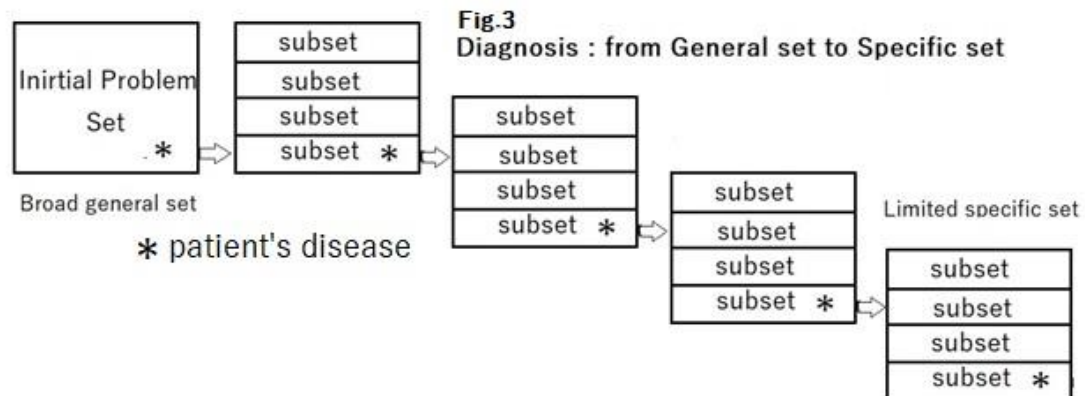 Fig.3
Diagnosis : from General set to Specific set
Inirtial Problem
Set
*
Broad general set
* patient's disease
subset
subset
subset
subset *
subset
subset
subset
subset *
subset
subset
subset
subset *
Limited specific set
subset
subset
subset
subset *